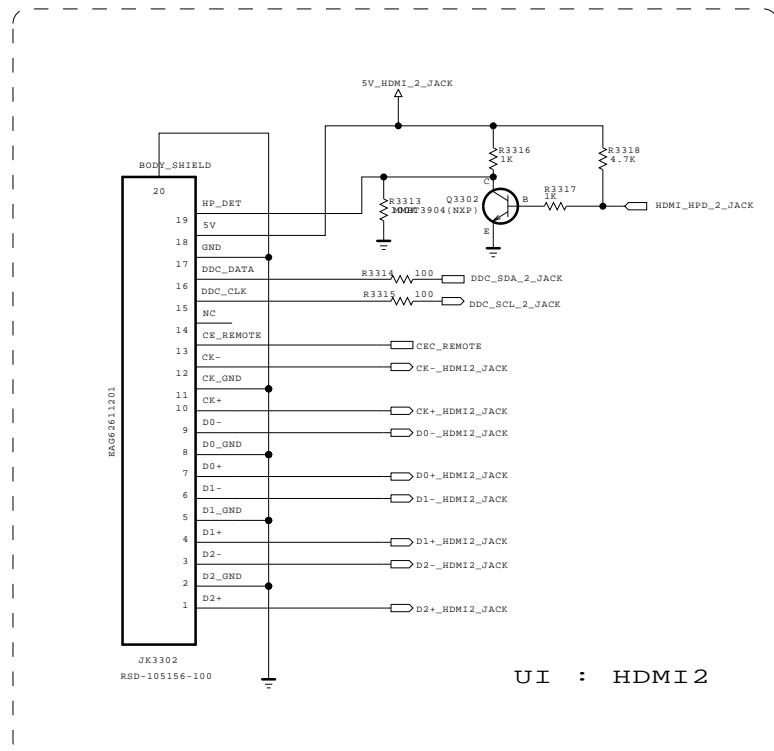 5V_HDMI_2_JACK
R3316
1K
R3318
4.7K
BODY_SHIELD
20
R3313
C
Q3302
MMBT3904(NXP)
B
E
R3317
1K
HDMI_HPD_2_JACK
19
HP_DET
18
5V
17
GND
16
DDC_DATA
R3314
100
DDC_SDA_2_JACK
15
DDC_CLK
R3315
100
DDC_SCL_2_JACK
14
NC
13
CE_REMOTE
CEC_REMOTE
12
CK-
CK-_HDMI2_JACK
11
CK_GND
10
CK+
CK+_HDMI2_JACK
9
D0-
D0-_HDMI2_JACK
8
D0_GND
7
D0+
D0+_HDMI2_JACK
6
D1-
D1-_HDMI2_JACK
5
D1_GND
4
D1+
D1+_HDMI2_JACK
3
D2-
D2-_HDMI2_JACK
2
D2_GND
1
D2+
D2+_HDMI2_JACK
EAG62611201
JK3302
RSD-105156-100
UI : HDMI2